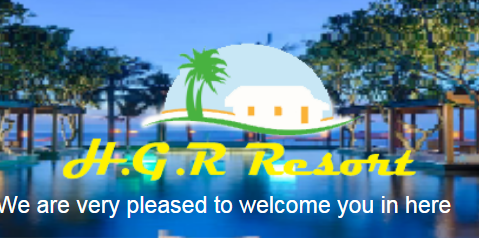 H.G.R Resort
We are very pleased to welcome you in here